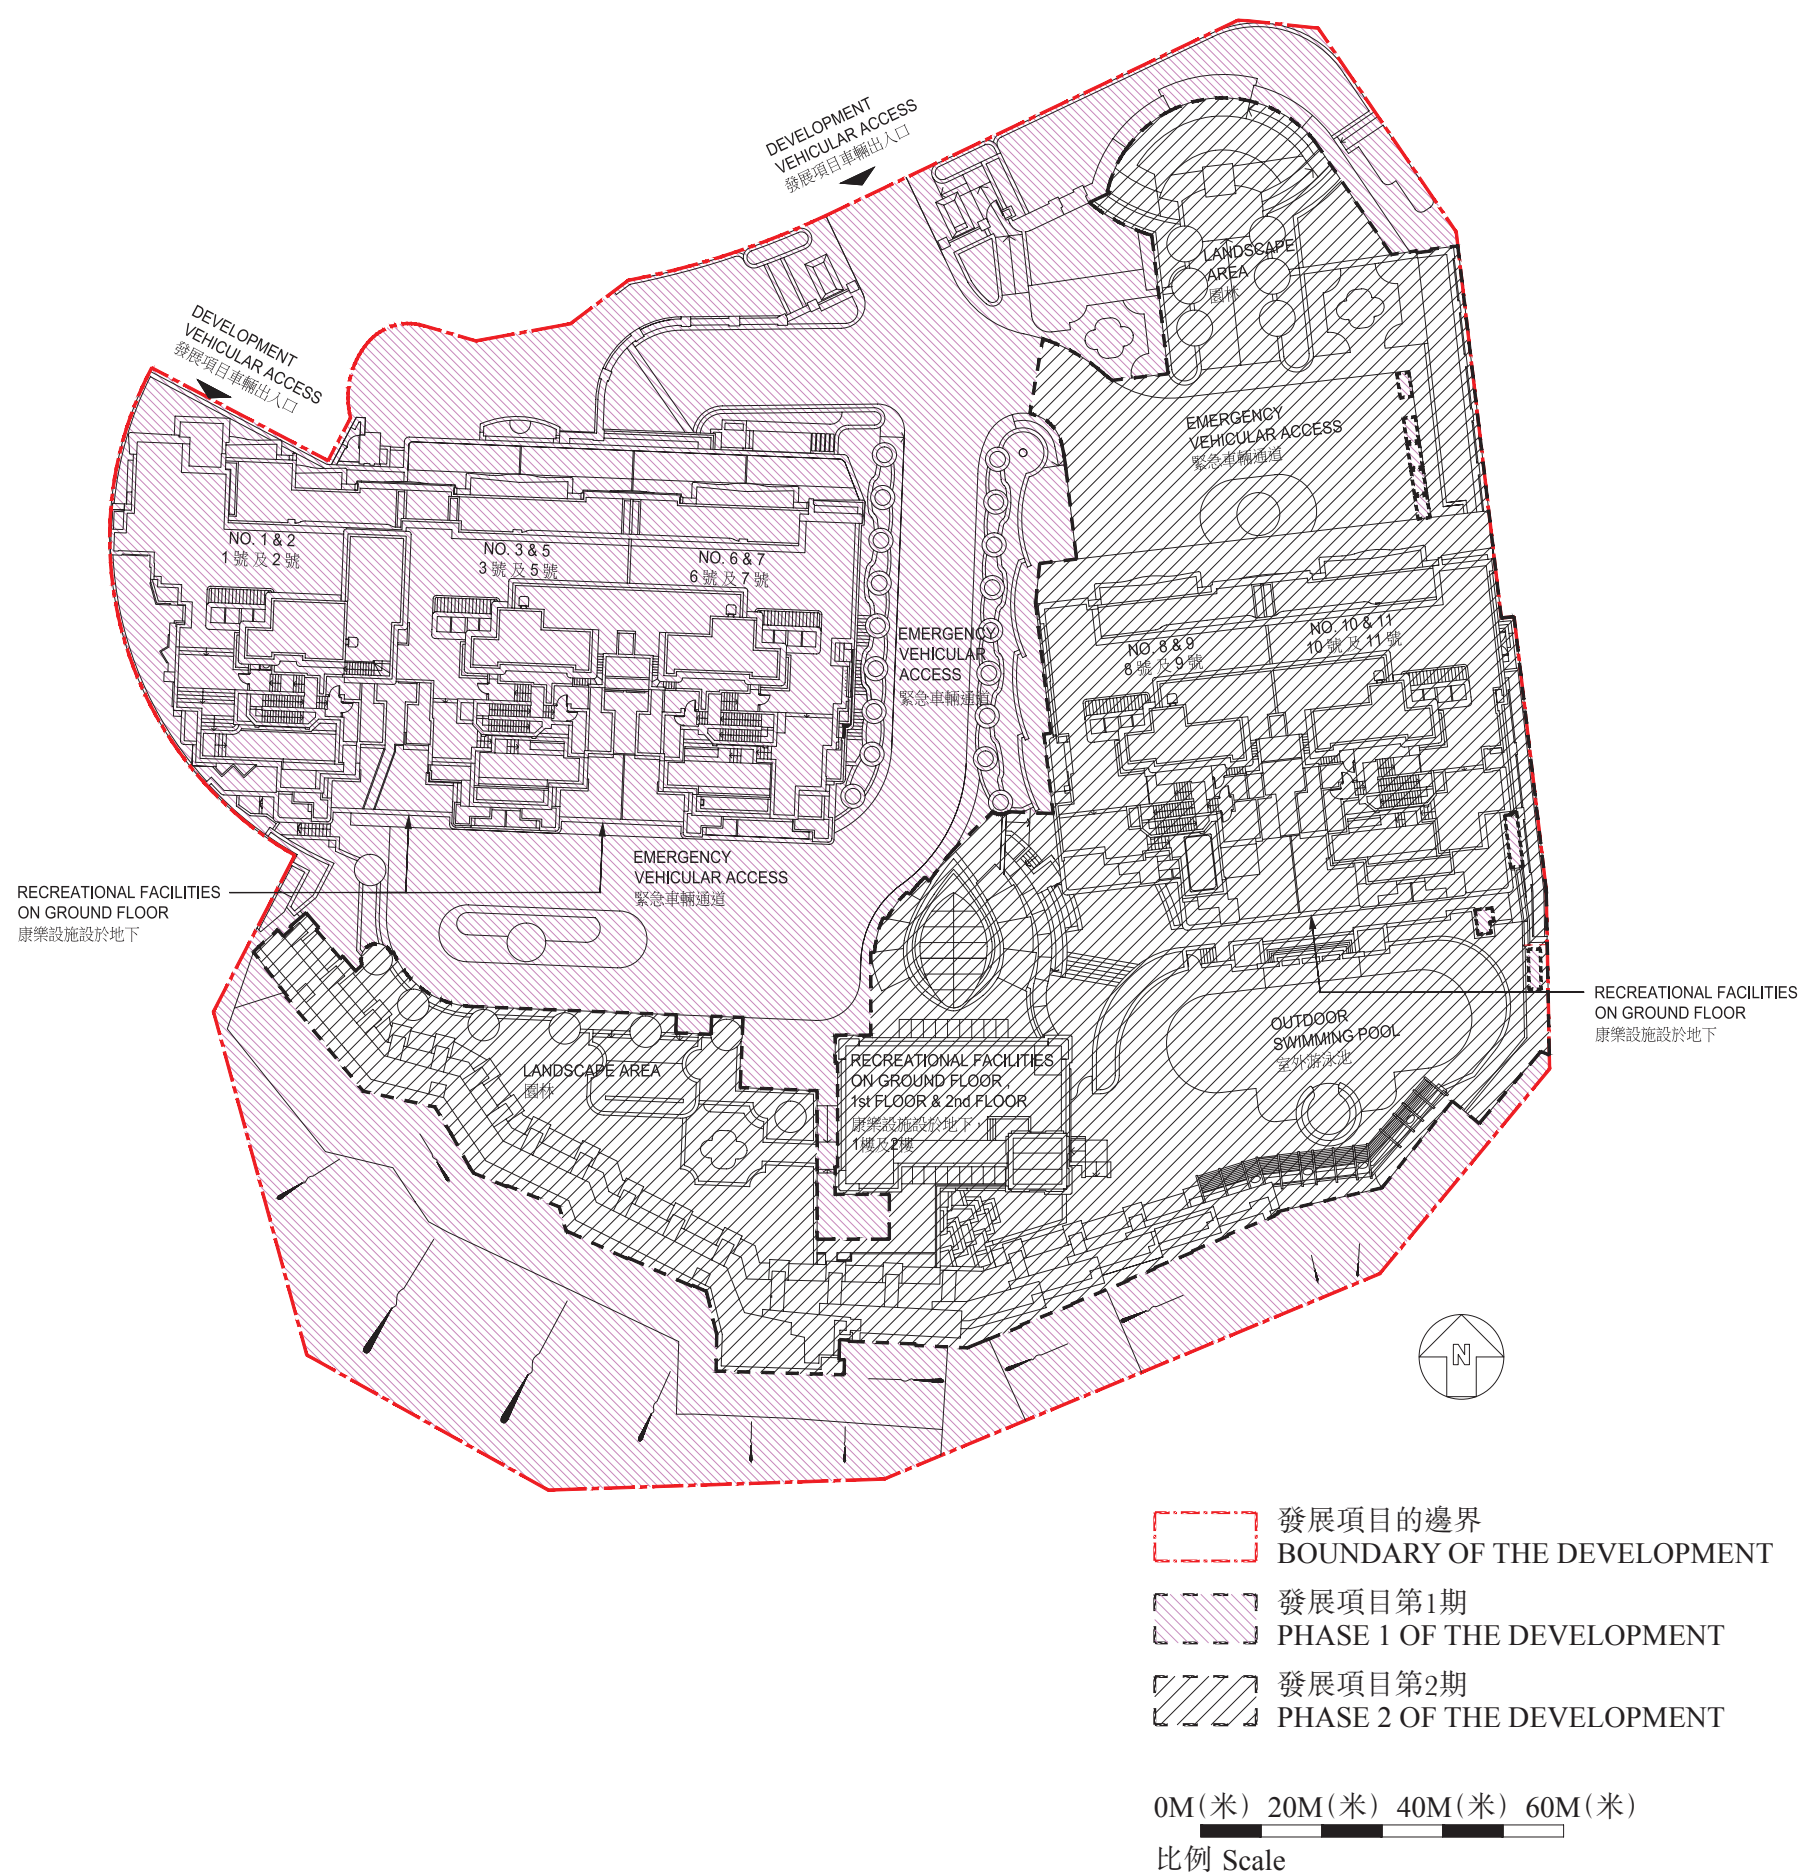 DEVELOPMENT
VEHICULAR ACCESS
發展項目車輛出入口
DEVELOPMENT
VEHICULAR ACCESS
發展項目車輛出入口
LANDSCAPE
AREA
園林
EMERGENCY
VEHICULAR ACCESS
緊急車輛通道
NO. 1 & 2
1 號 及 2 號
NO. 3 & 5
3 號 及 5 號
NO. 6 & 7
6 號 及 7 號
EMERGENCY
VEHICULAR
ACCESS
緊急車輛通道
NO. 8 & 9
8 號 及 9 號
NO. 10 & 11
10 號 及 11 號
RECREATIONAL FACILITIES
ON GROUND FLOOR
康樂設施設於地下
EMERGENCY
VEHICULAR ACCESS
緊急車輛通道
RECREATIONAL FACILITIES
ON GROUND FLOOR
康樂設施設於地下
OUTDOOR
SWIMMING POOL
室外游泳池
LANDSCAPE AREA
園林
RECREATIONAL FACILITIES
ON GROUND FLOOR ,
1st FLOOR & 2nd FLOOR
康樂設施設於地下，
1樓及2樓
N
發展項目的邊界
BOUNDARY OF THE DEVELOPMENT
發展項目第1期
PHASE 1 OF THE DEVELOPMENT
發展項目第2期
PHASE 2 OF THE DEVELOPMENT
0M(米) 20M(米) 40M(米) 60M(米)
比例 Scale